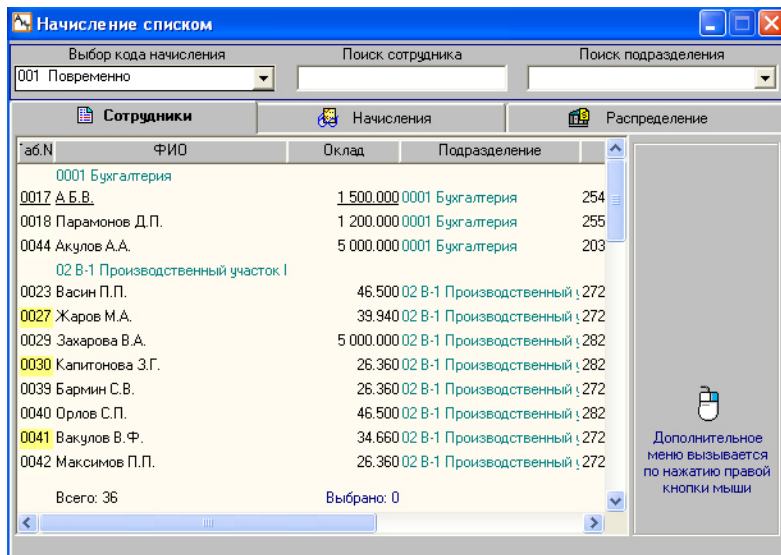 Начисление списком
Выбор кода начисления Поиск сотрудника Поиск подразделения
001 Повременно
Сотрудники Начисления Распределение
Таб.N ФИО Оклад Подразделение
0001 Бухгалтерия
0017 А.Б.В. 1 500.000 0001 Бухгалтерия 254
0018 Парамонов Д.П. 1 200.000 0001 Бухгалтерия 255
0044 Акулов А.А. 5 000.000 0001 Бухгалтерия 203
02 В-1 Производственный участок I
0023 Васин П.П. 46.500 02 В-1 Производственный 272
0027 Жаров М.А. 39.940 02 В-1 Производственный 272
0029 Захарова В.А. 5 000.000 02 В-1 Производственный 282
0030 Капитонова З.Г. 26.360 02 В-1 Производственный 282
0039 Бармин С.В. 26.360 02 В-1 Производственный 272
0040 Орлов С.П. 46.500 02 В-1 Производственный 282
0041 Вакулов В.Ф. 34.660 02 В-1 Производственный 272
0042 Максимов П.П. 26.360 02 В-1 Производственный 272
Всего: 36 Выбрано: 0
Дополнительное
меню вызывается
по нажатию правой
кнопки мыши